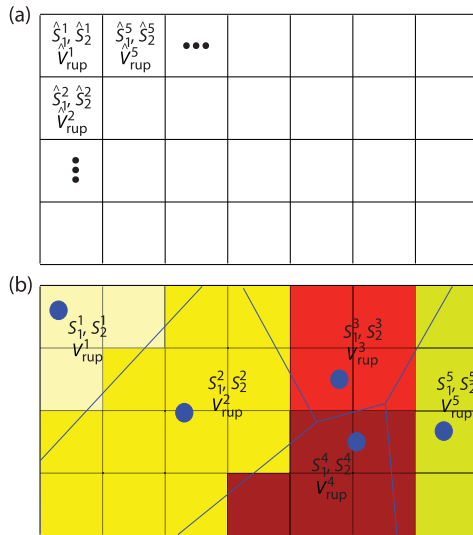 (a)
Ŝ₁¹, Ŝ₂¹ Ŝ₁⁵, Ŝ₂⁵ •••
V̂¹rup V̂⁵rup
Ŝ₁², Ŝ₂²
V̂²rup
(b)
S₁¹, S₂¹
V¹rup
S₁³, S₂³
V³rup
S₁², S₂²
V²rup
S₁⁵, S₂⁵
V⁵rup
S₁⁴, S₂⁴
V⁴rup